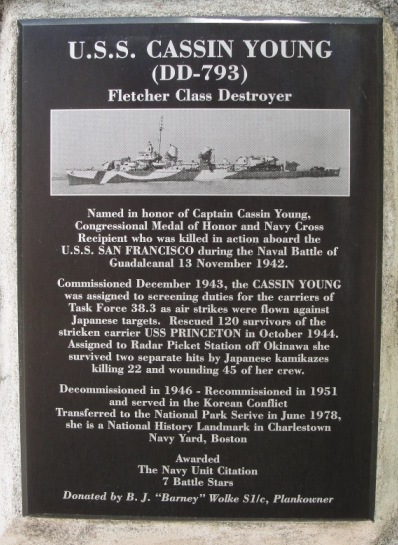 U.S.S. CASSIN YOUNG
(DD-793)
Fletcher Class Destroyer
Named in honor of Captain Cassin Young,
Congressional Medal of Honor and Navy Cross
Recipient who was killed in action aboard the
U.S.S. SAN FRANCISCO during the Naval Battle of
Guadalcanal 13 November 1942.
Commissioned December 1943, the CASSIN YOUNG
was assigned to screening duties for the carriers of
Task Force 38.3 as air strikes were flown against
Japanese targets. Rescued 120 survivors of the
stricken carrier USS PRINCETON in October 1944.
Assigned to Radar Picket Station off Okinawa she
survived two separate hits by Japanese kamikazes
killing 22 and wounding 45 of her crew.
Decommissioned in 1946 - Recommissioned in 1951
and served in the Korean Conflict
Transferred to the National Park Serive in June 1978,
she is a National History Landmark in Charlestown
Navy Yard, Boston
Awarded
The Navy Unit Citation
7 Battle Stars
Donated by B. J. "Barney" Wolke S1/c, Plankowner